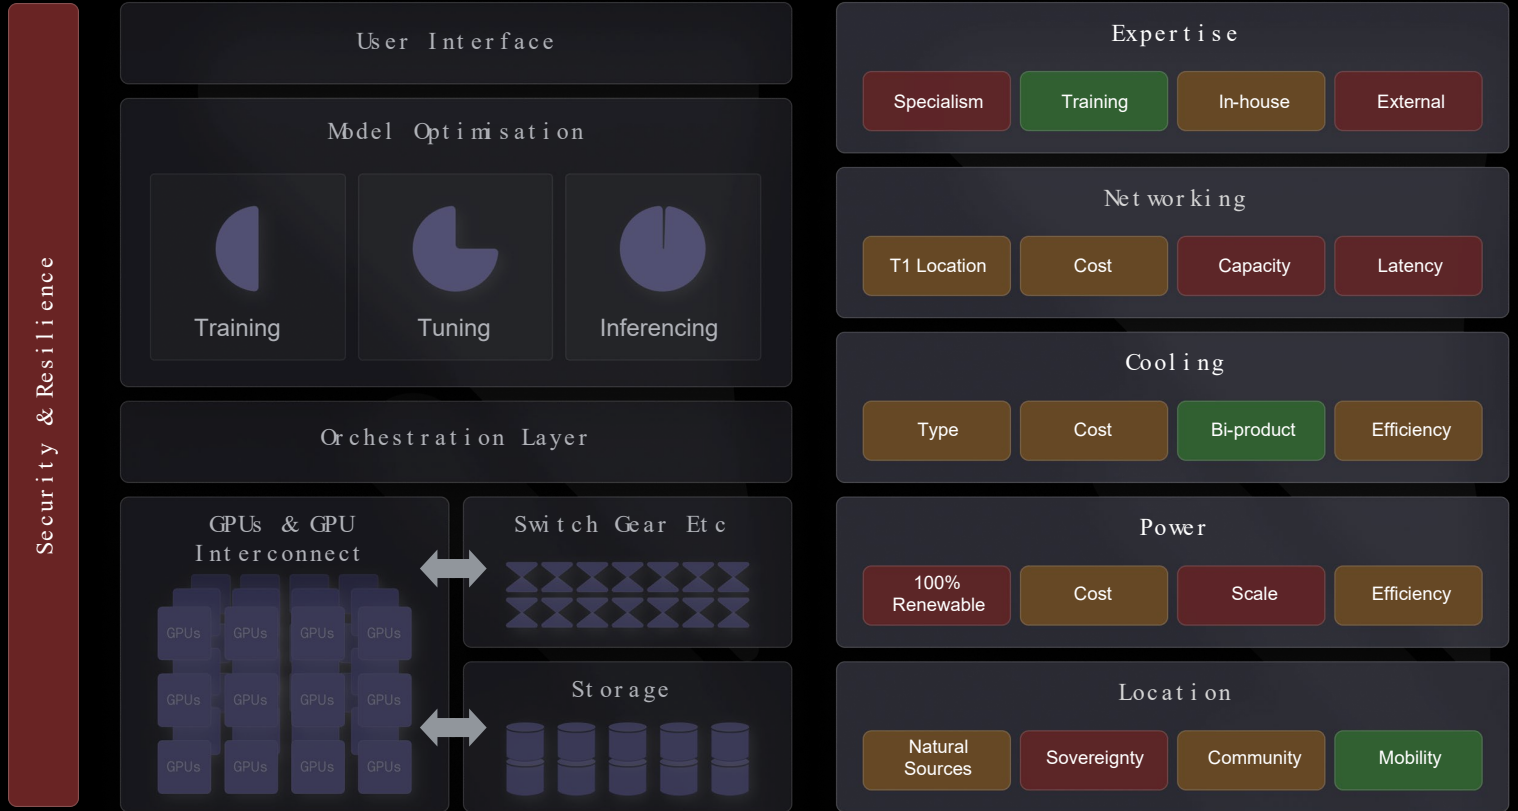 Security & Resilience
User Interface
Model Optimisation
Training
Tuning
Inferencing
Orchestration Layer
GPUs & GPU
Interconnect
GPUs GPUs GPUs GPUs
GPUs GPUs GPUs GPUs
GPUs GPUs GPUs GPUs
Switch Gear Etc
Storage
Expertise
Specialism
Training
In-house
External
Networking
T1 Location
Cost
Capacity
Latency
Cooling
Type
Cost
Bi-product
Efficiency
Power
100%
Renewable
Cost
Scale
Efficiency
Location
Natural
Sources
Sovereignty
Community
Mobility